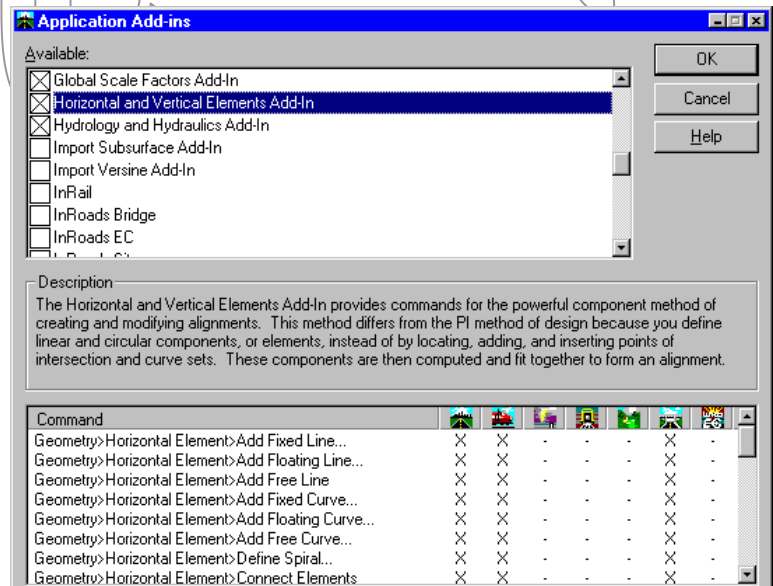 Application Add-ins
Available:
Global Scale Factors Add-In
Horizontal and Vertical Elements Add-In
Hydrology and Hydraulics Add-In
Import Subsurface Add-In
Import Versine Add-In
InRail
InRoads Bridge
InRoads EC
OK
Cancel
Help
Description
The Horizontal and Vertical Elements Add-In provides commands for the powerful component method of
creating and modifying alignments. This method differs from the PI method of design because you define
linear and circular components, or elements, instead of by locating, adding, and inserting points of
intersection and curve sets. These components are then computed and fit together to form an alignment.
Command
Geometry>Horizontal Element>Add Fixed Line... X X - - - X -
Geometry>Horizontal Element>Add Floating Line... X X - - - X -
Geometry>Horizontal Element>Add Free Line X X - - - X -
Geometry>Horizontal Element>Add Fixed Curve... X X - - - X -
Geometry>Horizontal Element>Add Floating Curve... X X - - - X -
Geometry>Horizontal Element>Add Free Curve... X X - - - X -
Geometry>Horizontal Element>Define Spiral... X X - - - X -
Geometry>Horizontal Element>Connect Elements X X - - - X -